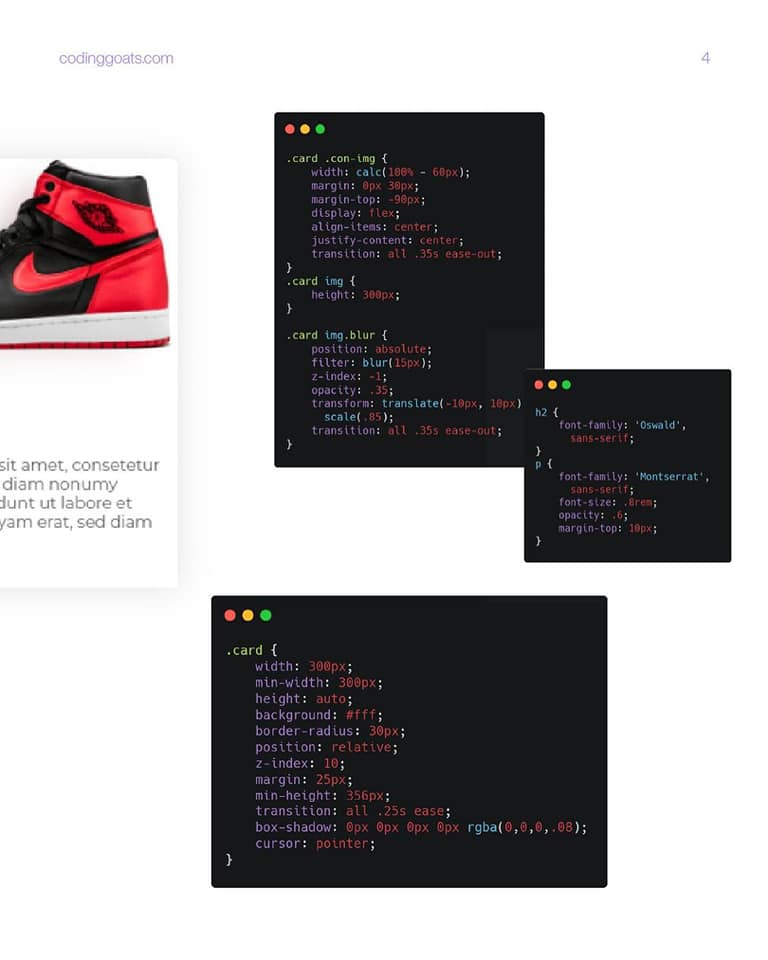 codinggoats.com
4
.card .con-img {
width: calc(100% - 60px);
margin: 0px 30px;
margin-top: -90px;
display: flex;
align-items: center;
justify-content: center;
transition: all .35s ease-out;
}
.card img {
height: 300px;
}
.card img.blur {
position: absolute;
filter: blur(15px);
z-index: -1;
opacity: .35;
transform: translate(-10px, 10px)
scale(.85);
transition: all .35s ease-out;
}
h2 {
font-family: 'Oswald',
sans-serif;
}
p {
font-family: 'Montserrat',
sans-serif;
font-size: .8rem;
opacity: .6;
margin-top: 10px;
}
sit amet, consetetur
diam nonumy
dunt ut labore et
yam erat, sed diam
.card {
width: 300px;
min-width: 300px;
height: auto;
background: #fff;
border-radius: 30px;
position: relative;
z-index: 10;
margin: 25px;
min-height: 356px;
transition: all .25s ease;
box-shadow: 0px 0px 0px 0px rgba(0,0,0,.08);
cursor: pointer;
}